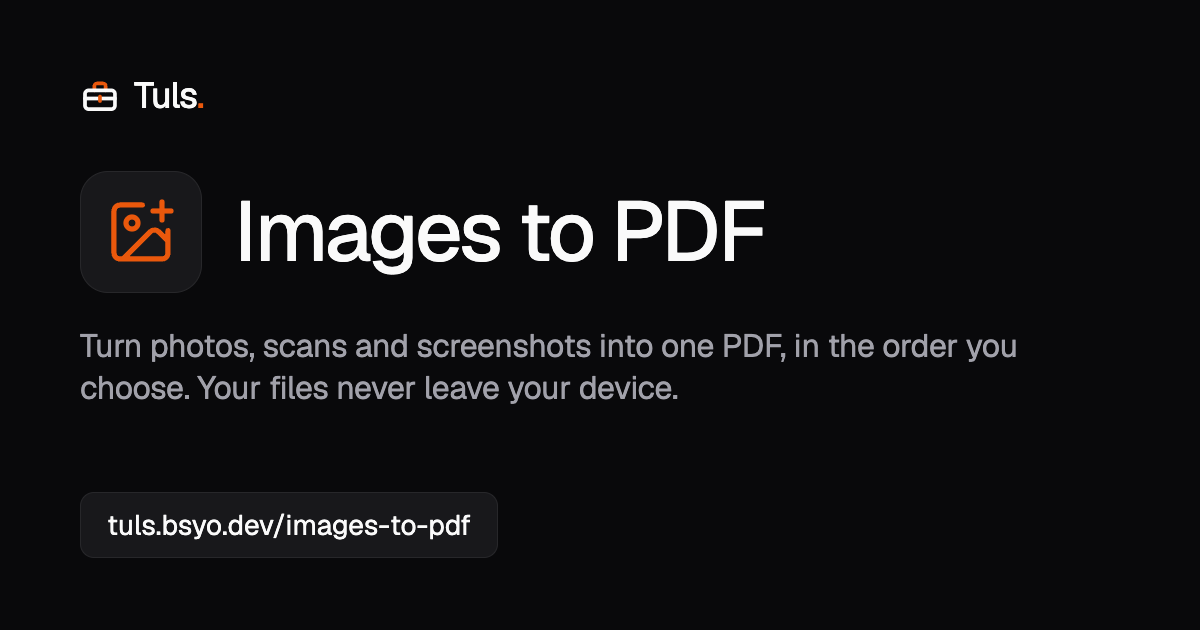 Tuls.
Images to PDF
Turn photos, scans and screenshots into one PDF, in the order you
choose. Your files never leave your device.
tuls.bsyo.dev/images-to-pdf